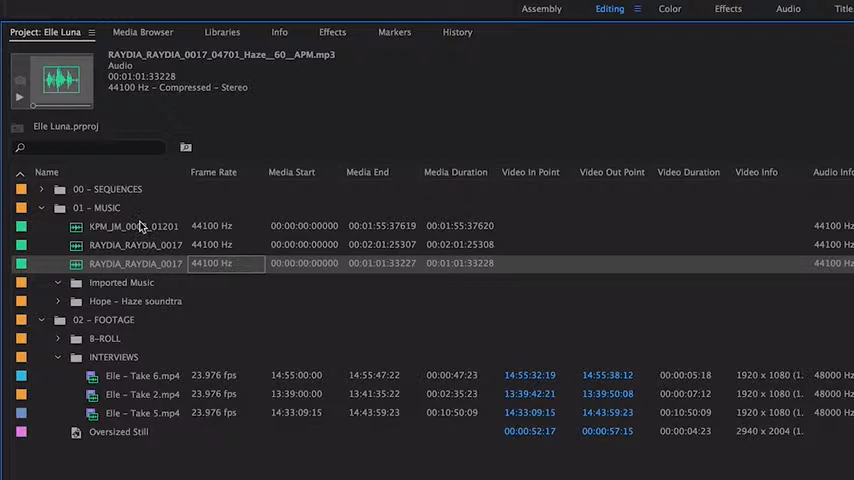 Assembly Editing Color Effects Audio Title
Project: Elle Luna Media Browser Libraries Info Effects Markers History
RAYDIA_RAYDIA_0017_04701_Haze__60__APM.mp3
Audio
00:01:01:33228
44100 Hz - Compressed - Stereo
Elle Luna.prproj
Name Frame Rate Media Start Media End Media Duration Video In Point Video Out Point Video Duration Video Info Audio Info
00 - SEQUENCES
01 - MUSIC
44100 Hz 00:00:00:00000 00:01:55:37619 00:01:55:37620 44100 Hz -
RAYDIA_RAYDIA_0017 44100 Hz 00:00:00:00000 00:02:01:25307 00:02:01:25308 44100 Hz -
RAYDIA_RAYDIA_0017 44100 Hz 00:00:00:00000 00:01:01:33227 00:01:01:33228 44100 Hz -
Imported Music
Hope - Haze soundtra
02 - FOOTAGE
B-ROLL
INTERVIEWS
Elle - Take 6.mp4 23.976 fps 14:55:00:00 14:55:47:22 00:00:47:23 14:55:32:19 14:55:38:12 00:00:05:18 1920 x 1080 (1. 48000 Hz -
Elle - Take 2.mp4 23.976 fps 13:39:00:00 13:41:35:22 00:02:35:23 13:39:42:21 13:39:50:08 00:00:07:12 1920 x 1080 (1. 48000 Hz -
Elle - Take 5.mp4 23.976 fps 14:33:09:15 14:43:59:23 00:10:50:09 14:33:09:15 14:43:59:23 00:10:50:09 1920 x 1080 (1. 48000 Hz -
Oversized Still 00:00:52:17 00:00:57:15 00:00:04:23 2940 x 2004 (1.